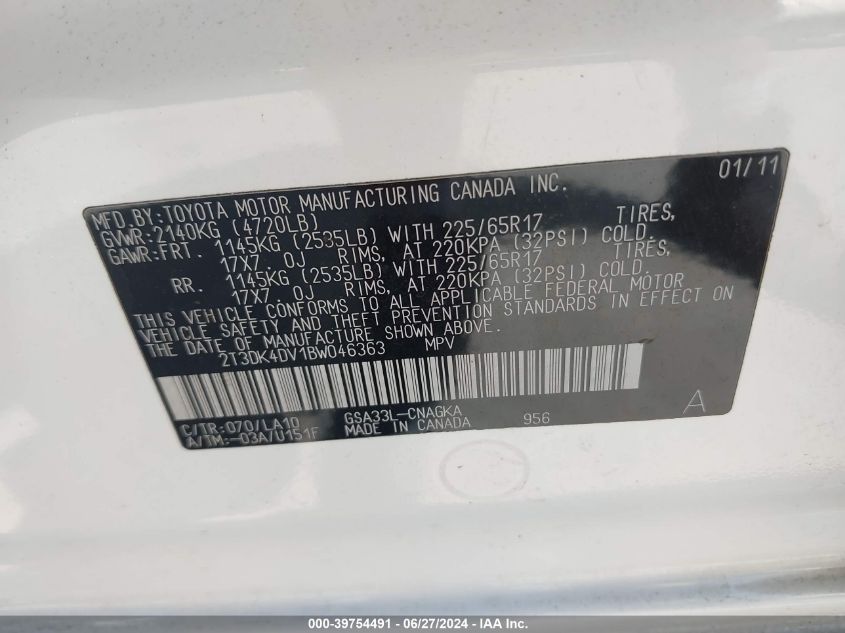 MFD. BY: TOYOTA MOTOR MANUFACTURING CANADA INC. 01/11
GVWR: 2140KG (4720LB)
GAWR: FRT. 1145KG (2535LB) WITH 225/65R17 TIRES,
17X7.0J RIMS, AT 220KPA (32PSI) COLD.
RR. 1145KG (2535LB) WITH 225/65R17 TIRES,
17X7.0J RIMS, AT 220KPA (32PSI) COLD.
THIS VEHICLE CONFORMS TO ALL APPLICABLE FEDERAL MOTOR
VEHICLE SAFETY AND THEFT PREVENTION STANDARDS IN EFFECT ON
THE DATE OF MANUFACTURE SHOWN ABOVE.
2T3DK4DV1BW046363 MPV
C/TR: 070/LA10 GSA33L-CNAGKA A
A/TM: -03A/U151F MADE IN CANADA 956
000-39754491 - 06/27/2024 - IAA Inc.